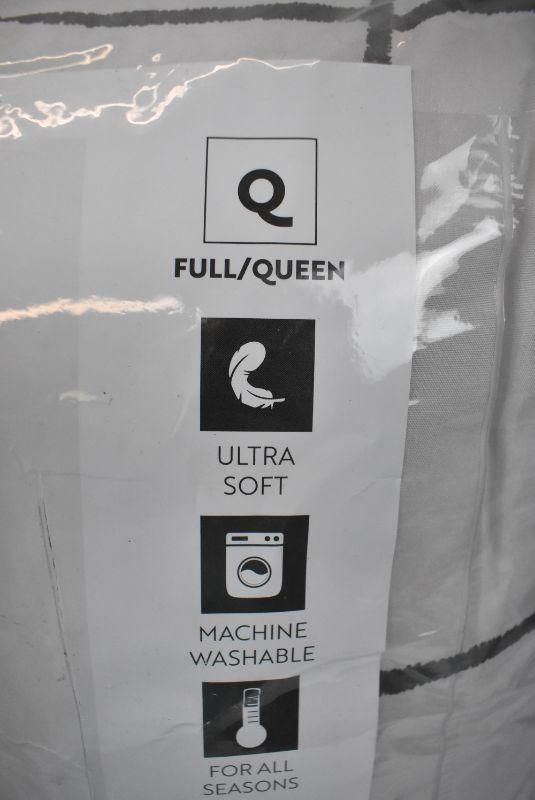 Q
FULL/QUEEN
ULTRA
SOFT
MACHINE
WASHABLE
FOR ALL
SEASONS